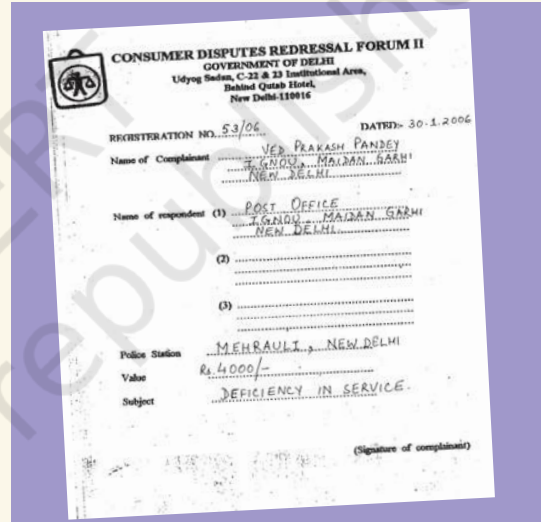 CONSUMER DISPUTES REDRESSAL FORUM II
GOVERNMENT OF DELHI
Udyog Sadan, C-22 & 23 Institutional Area,
Behind Qutab Hotel,
New Delhi-110016
REGISTERATION NO. 53/06 DATED:- 30-1.2006
Name of Complainant VED PRAKASH PANDEY
I.GNOU, MAIDAN GARHI
NEW DELHI
Name of respondent (1) POST OFFICE
I.GNOU, MAIDAN GARHI
NEW DELHI.
(2)
(3)
Police Station MEHRAULI, NEW DELHI
Value Rs. 4000/-
Subject DEFICIENCY IN SERVICE.
(Signature of complainant)
republish